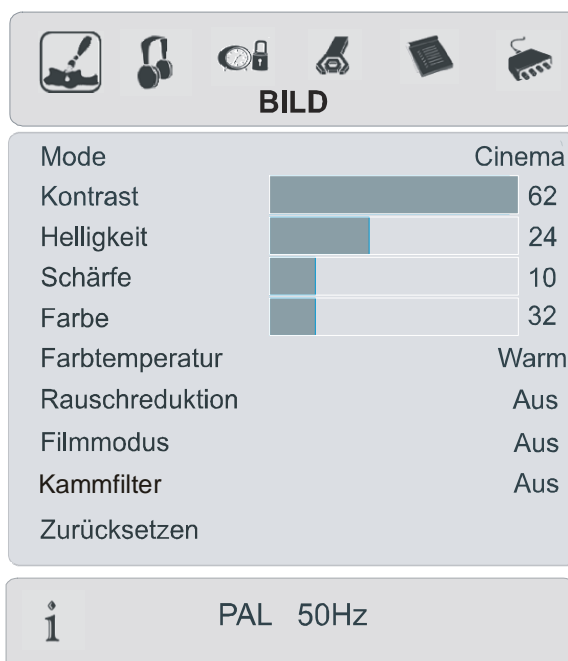 BILD
Mode Cinema
Kontrast 62
Helligkeit 24
Schärfe 10
Farbe 32
Farbtemperatur Warm
Rauschreduktion Aus
Filmmodus Aus
Kammfilter Aus
Zurücksetzen
i PAL 50Hz